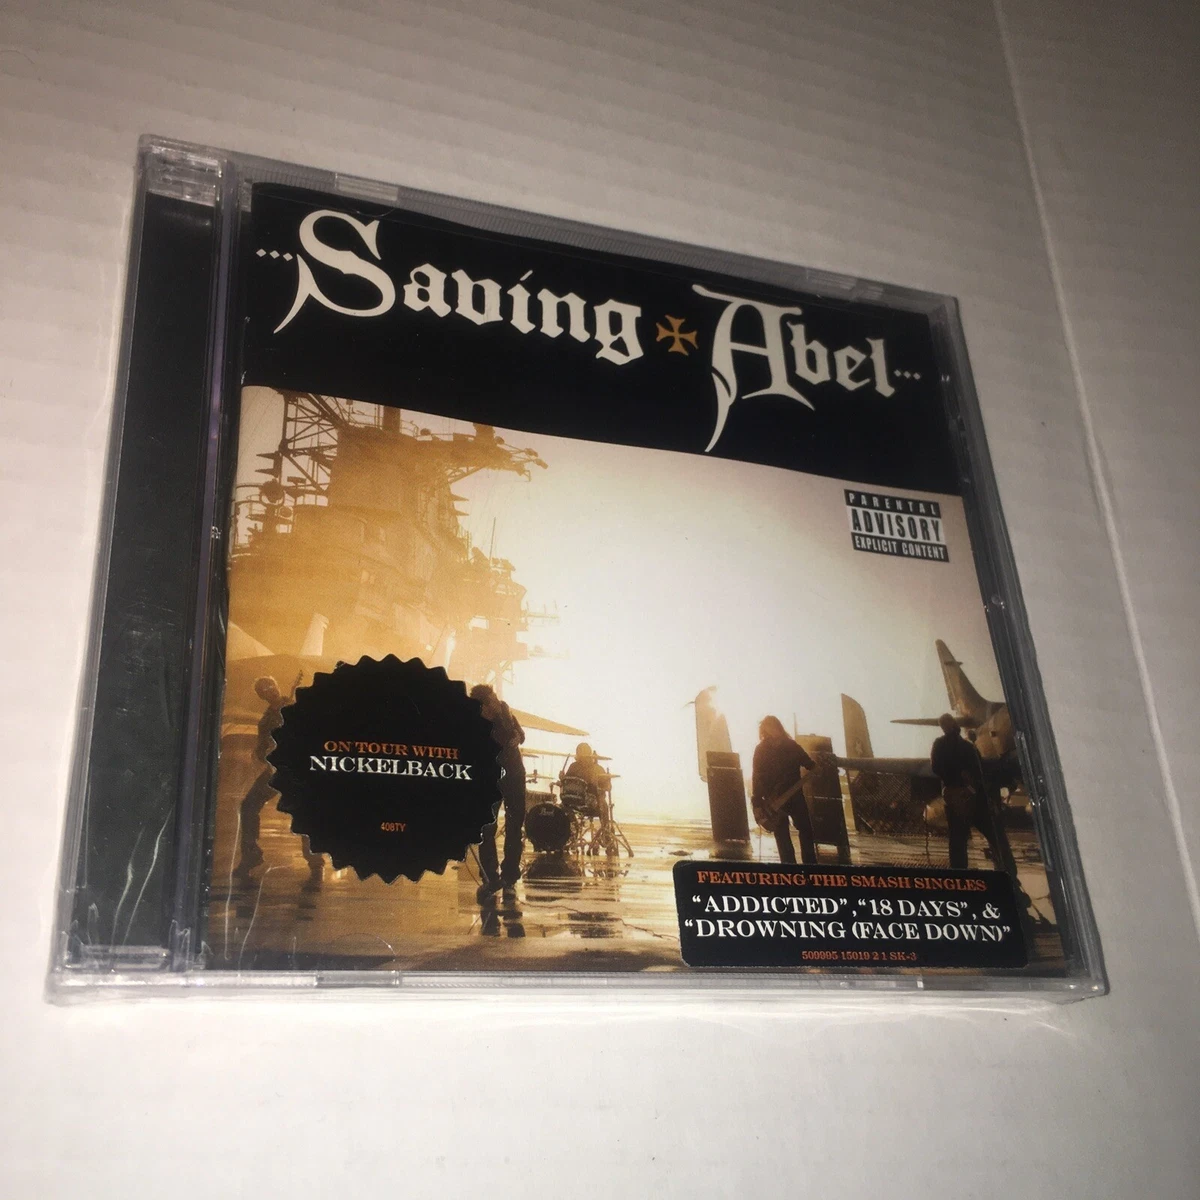 ...Saving Abel...
PARENTAL
ADVISORY
EXPLICIT CONTENT
ON TOUR WITH
NICKELBACK
408TY
FEATURING THE SMASH SINGLES
“ADDICTED”, “18 DAYS”, &
“DROWNING (FACE DOWN)”
509995 15019 2 1 SK-3